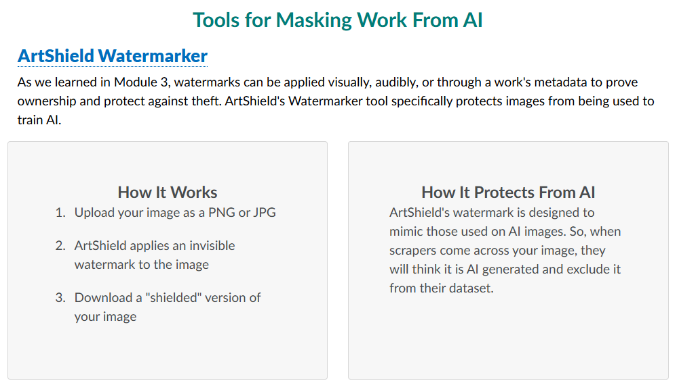 Tools for Masking Work From AI
ArtShield Watermarker
As we learned in Module 3, watermarks can be applied visually, audibly, or through a work's metadata to prove
ownership and protect against theft. ArtShield's Watermarker tool specifically protects images from being used to
train AI.
How It Works
1. Upload your image as a PNG or JPG
2. ArtShield applies an invisible
watermark to the image
3. Download a "shielded" version of
your image
How It Protects From AI
ArtShield's watermark is designed to
mimic those used on AI images. So, when
scrapers come across your image, they
will think it is AI generated and exclude it
from their dataset.